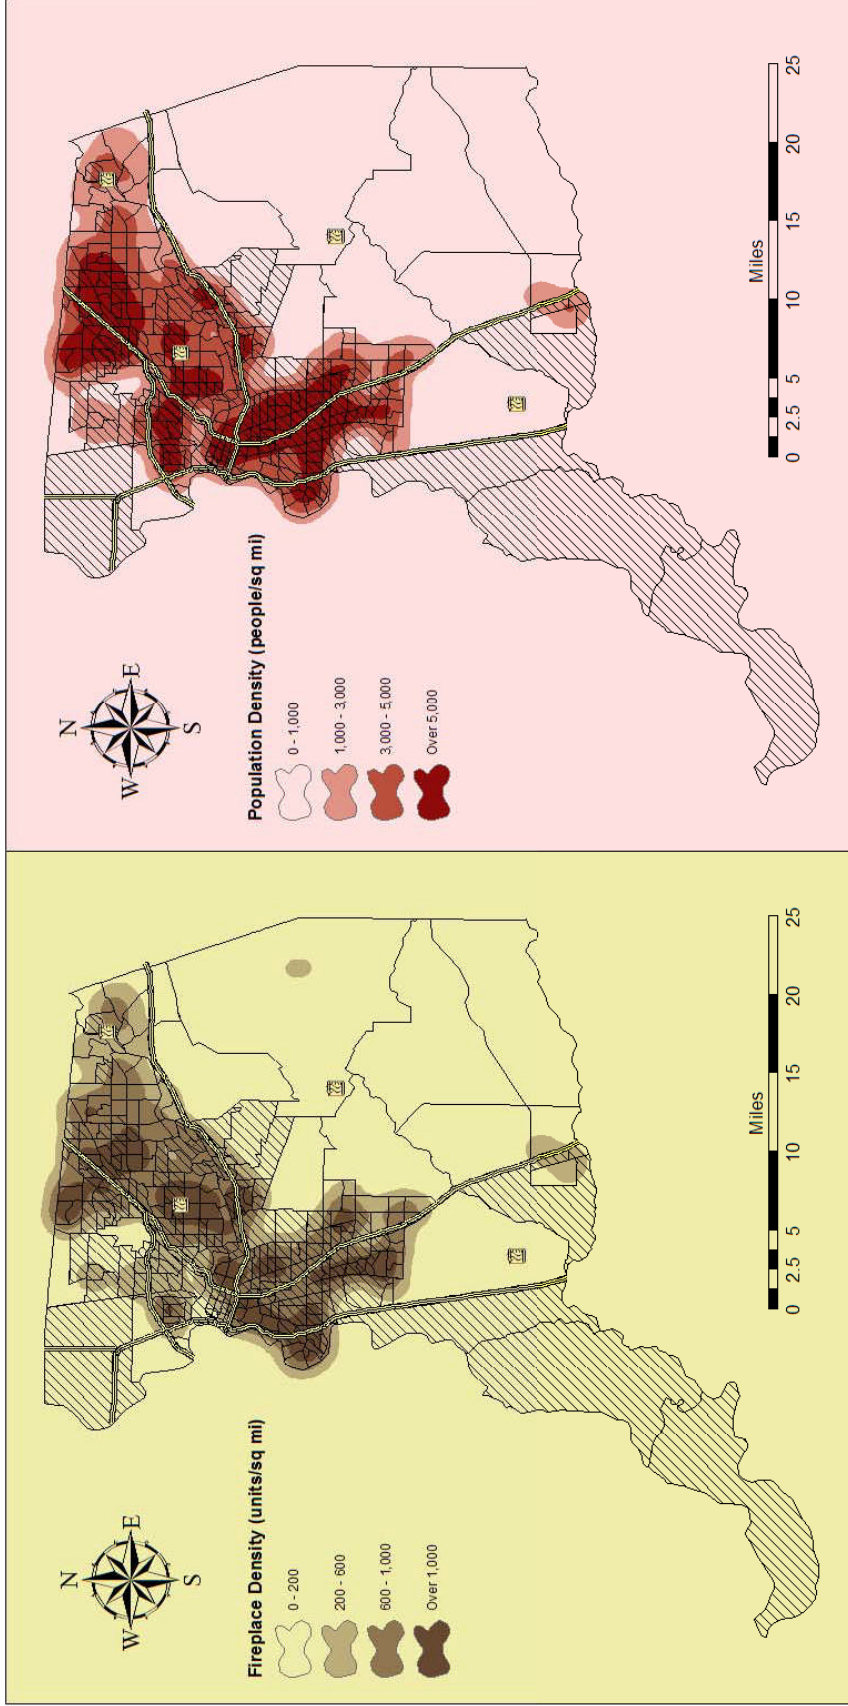 N
W E
S
Fireplace Density (units/sq mi)
0 - 200
200 - 600
600 - 1,000
Over 1,000
Miles
0 2.5 5 10 15 20 25
N
W E
S
Population Density (people/sq mi)
0 - 1,000
1,000 - 3,000
3,000 - 5,000
Over 5,000
Miles
0 2.5 5 10 15 20 25